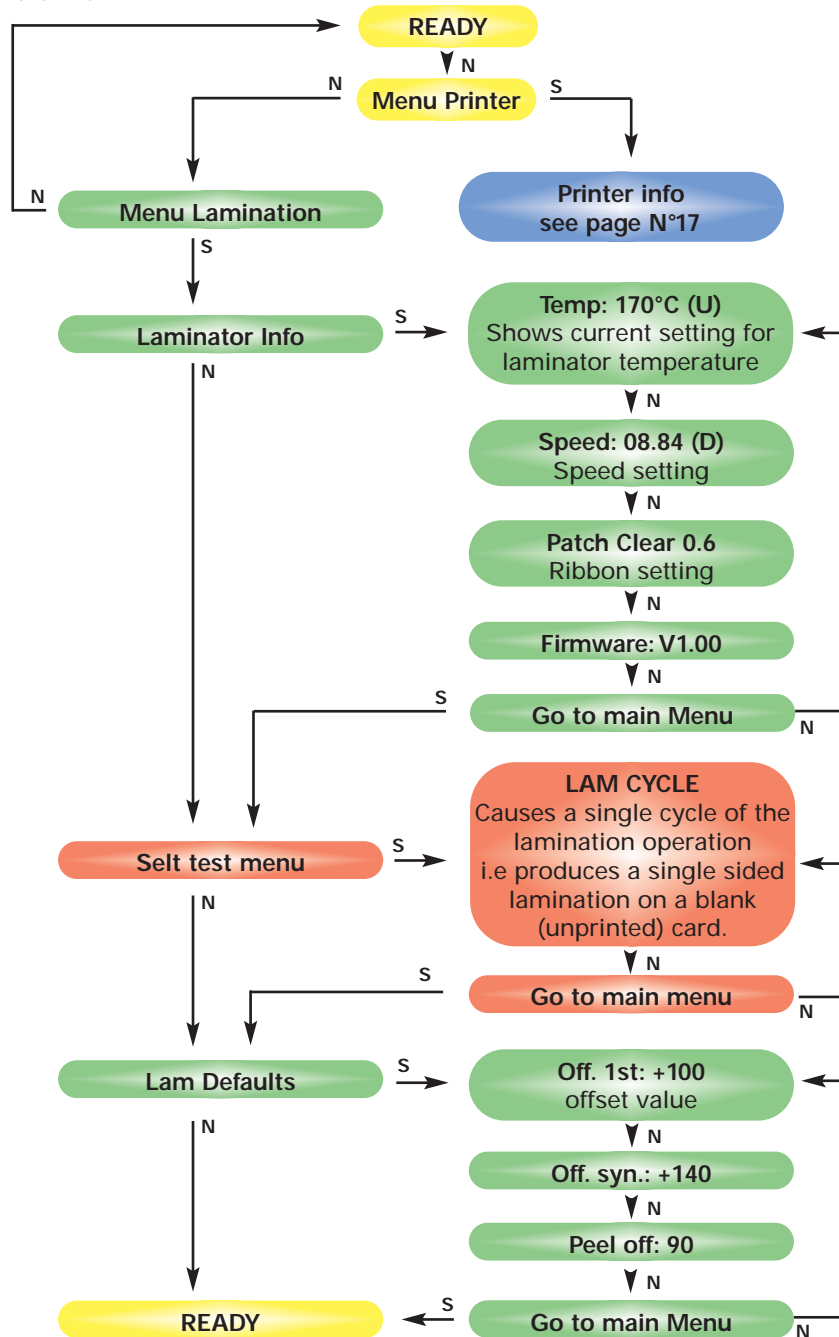 READY
N
N
Menu Printer
S
N
Menu Lamination
Printer info
see page N°17
S
Laminator Info
S
Temp: 170°C (U)
Shows current setting for
laminator temperature
N
N
Speed: 08.84 (D)
Speed setting
N
Patch Clear 0.6
Ribbon setting
N
Firmware: V1.00
N
S
Go to main Menu
N
LAM CYCLE
Causes a single cycle of the
lamination operation
i.e produces a single sided
lamination on a blank
(unprinted) card.
Selt test menu
S
N
N
S
Go to main menu
N
Lam Defaults
S
Off. 1st: +100
offset value
N
N
Off. syn.: +140
N
Peel off: 90
N
READY
S
Go to main Menu
N